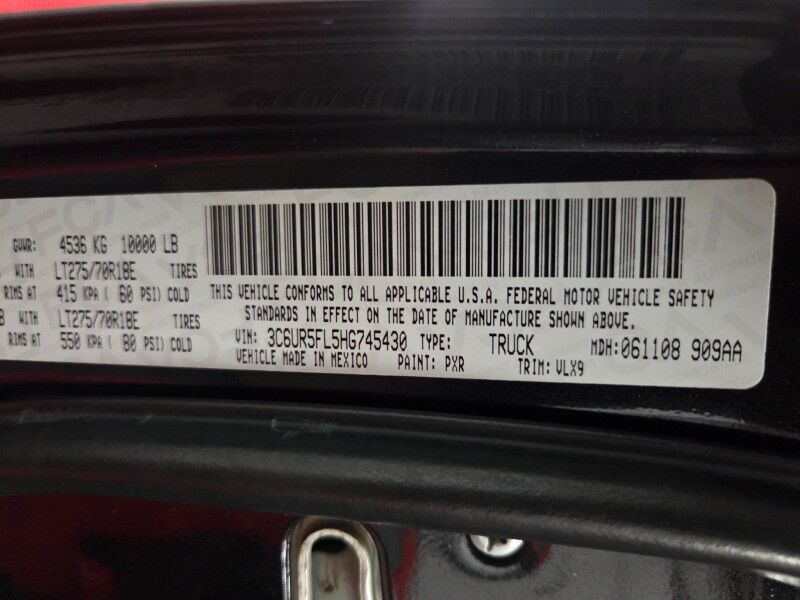 GVWR: 4536 KG 10000 LB
WITH LT275/70R18E TIRES
RIMS AT 415 KPA ( 60 PSI) COLD
B WITH LT275/70R18E TIRES
RIMS AT 550 KPA ( 80 PSI) COLD
THIS VEHICLE CONFORMS TO ALL APPLICABLE U.S.A. FEDERAL MOTOR VEHICLE SAFETY
STANDARDS IN EFFECT ON THE DATE OF MANUFACTURE SHOWN ABOVE.
VIN: 3C6UR5FL5HG745430 TYPE: TRUCK MDH:061108 909AA
VEHICLE MADE IN MEXICO PAINT: PXR TRIM: VLX9